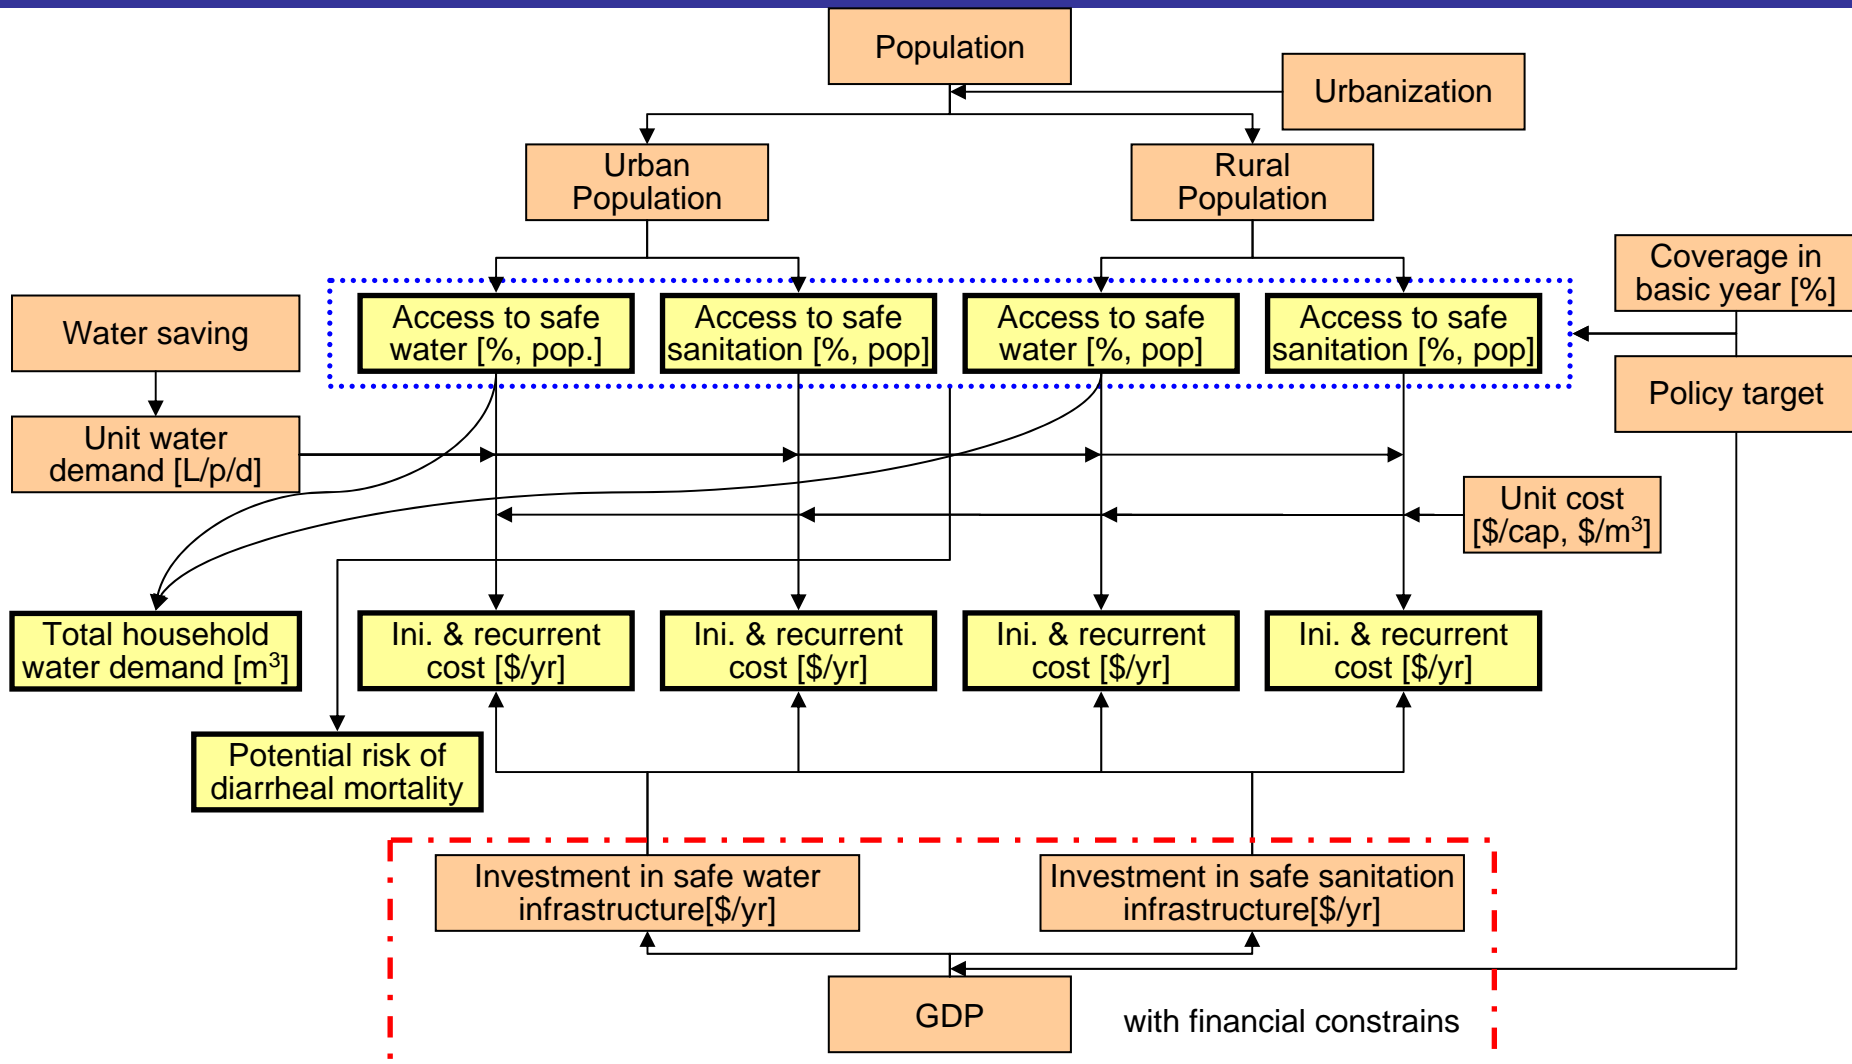 Population
Urbanization
Urban
Population
Rural
Population
Coverage in
basic year [%]
Water saving
Access to safe
water [%, pop.]
Access to safe
sanitation [%, pop]
Access to safe
water [%, pop]
Access to safe
sanitation [%, pop]
Policy target
Unit water
demand [L/p/d]
Unit cost
[$/cap, $/m³]
Total household
water demand [m³]
Ini. & recurrent
cost [$/yr]
Ini. & recurrent
cost [$/yr]
Ini. & recurrent
cost [$/yr]
Ini. & recurrent
cost [$/yr]
Potential risk of
diarrheal mortality
Investment in safe water
infrastructure[$/yr]
Investment in safe sanitation
infrastructure[$/yr]
GDP
with financial constrains